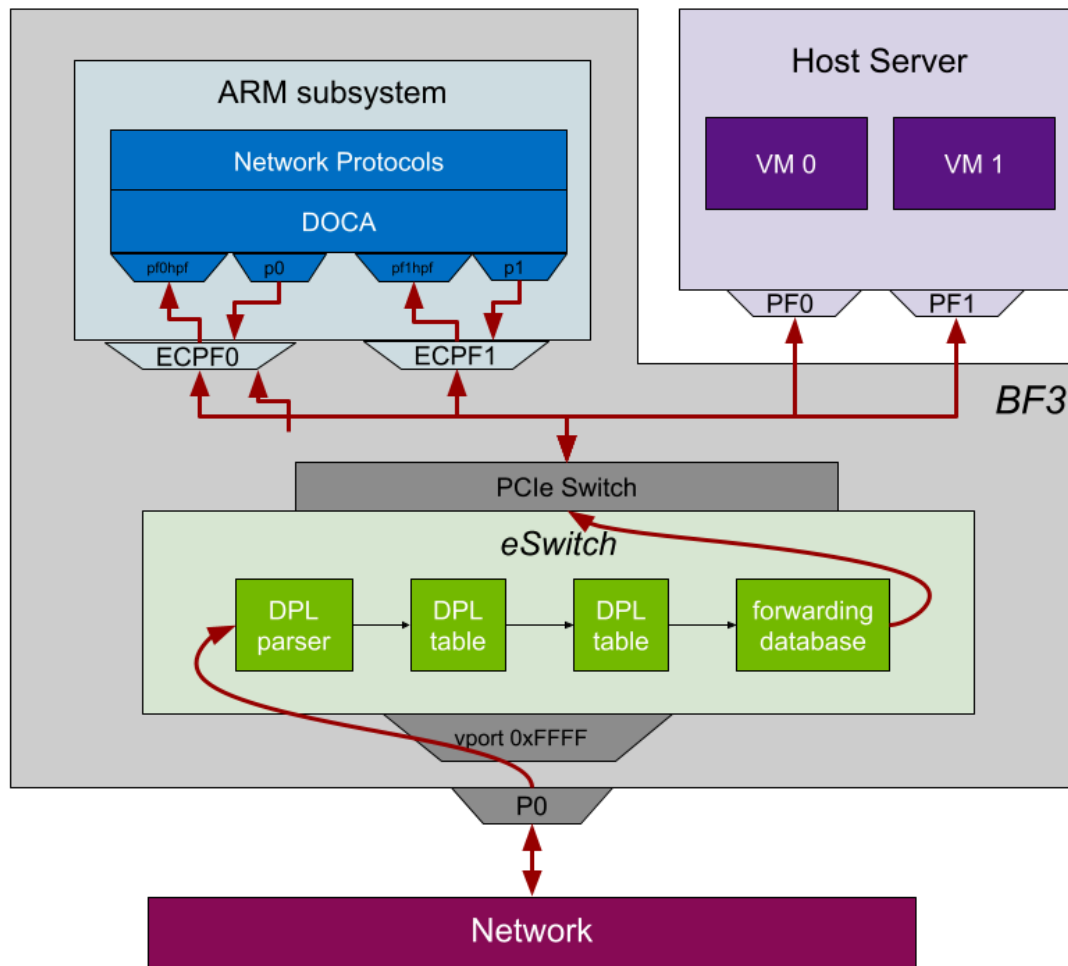 ARM subsystem
Network Protocols
DOCA
pf0hpf
p0
pf1hpf
p1
ECPF0
ECPF1
Host Server
VM 0
VM 1
PF0
PF1
BF3
PCIe Switch
eSwitch
DPL
parser
DPL
table
DPL
table
forwarding
database
vport 0xFFFF
P0
Network